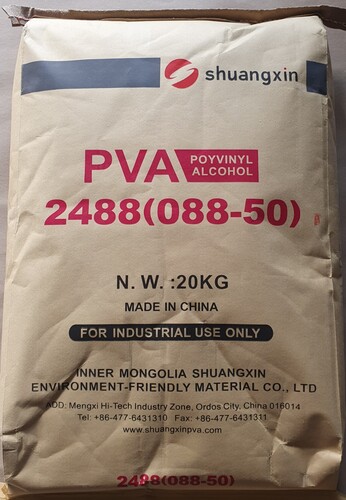 shuangxin
PVA POYVINYL
ALCOHOL
2488(088-50)
N. W. :20KG
MADE IN CHINA
FOR INDUSTRIAL USE ONLY
INNER MONGOLIA SHUANGXIN
ENVIRONMENT-FRIENDLY MATERIAL CO., LTD
ADD: Mengxi Hi-Tech Industry Zone, Ordos City, China 016014
Tel: +86-477-6431310 Fax: +86-477-6431311
www.shuangxinpva.com
2488(088-50)